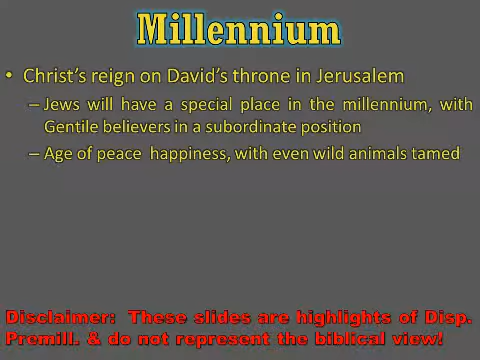 Millennium
• Christ's reign on David's throne in Jerusalem
– Jews will have a special place in the millennium, with
Gentile believers in a subordinate position
– Age of peace happiness, with even wild animals tamed
Disclaimer: These slides are highlights of Disp.
Premill. & do not represent the biblical view!